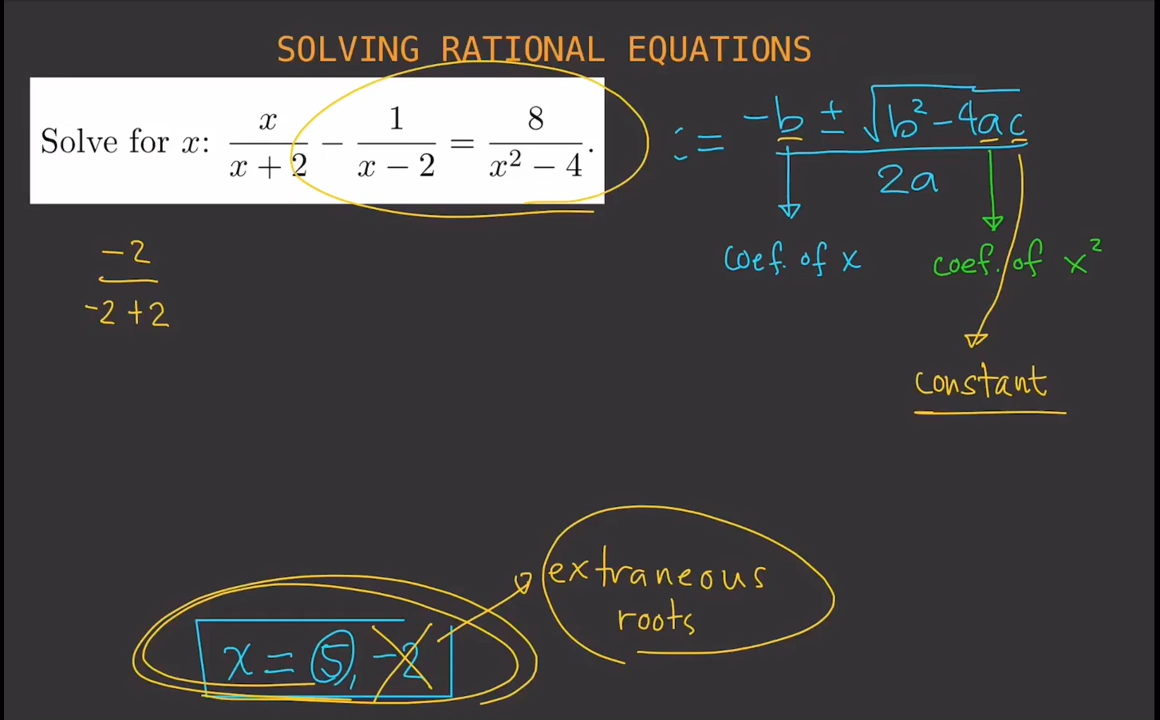 SOLVING RATIONAL EQUATIONS
Solve for x: x/(x + 2) − 1/(x − 2) = 8/(x² − 4).
:= (-b ± √(b² - 4ac))/2a
-2/(-2+2)
coef. of x
coef. of x²
constant
extraneous
roots
x = 5, -2